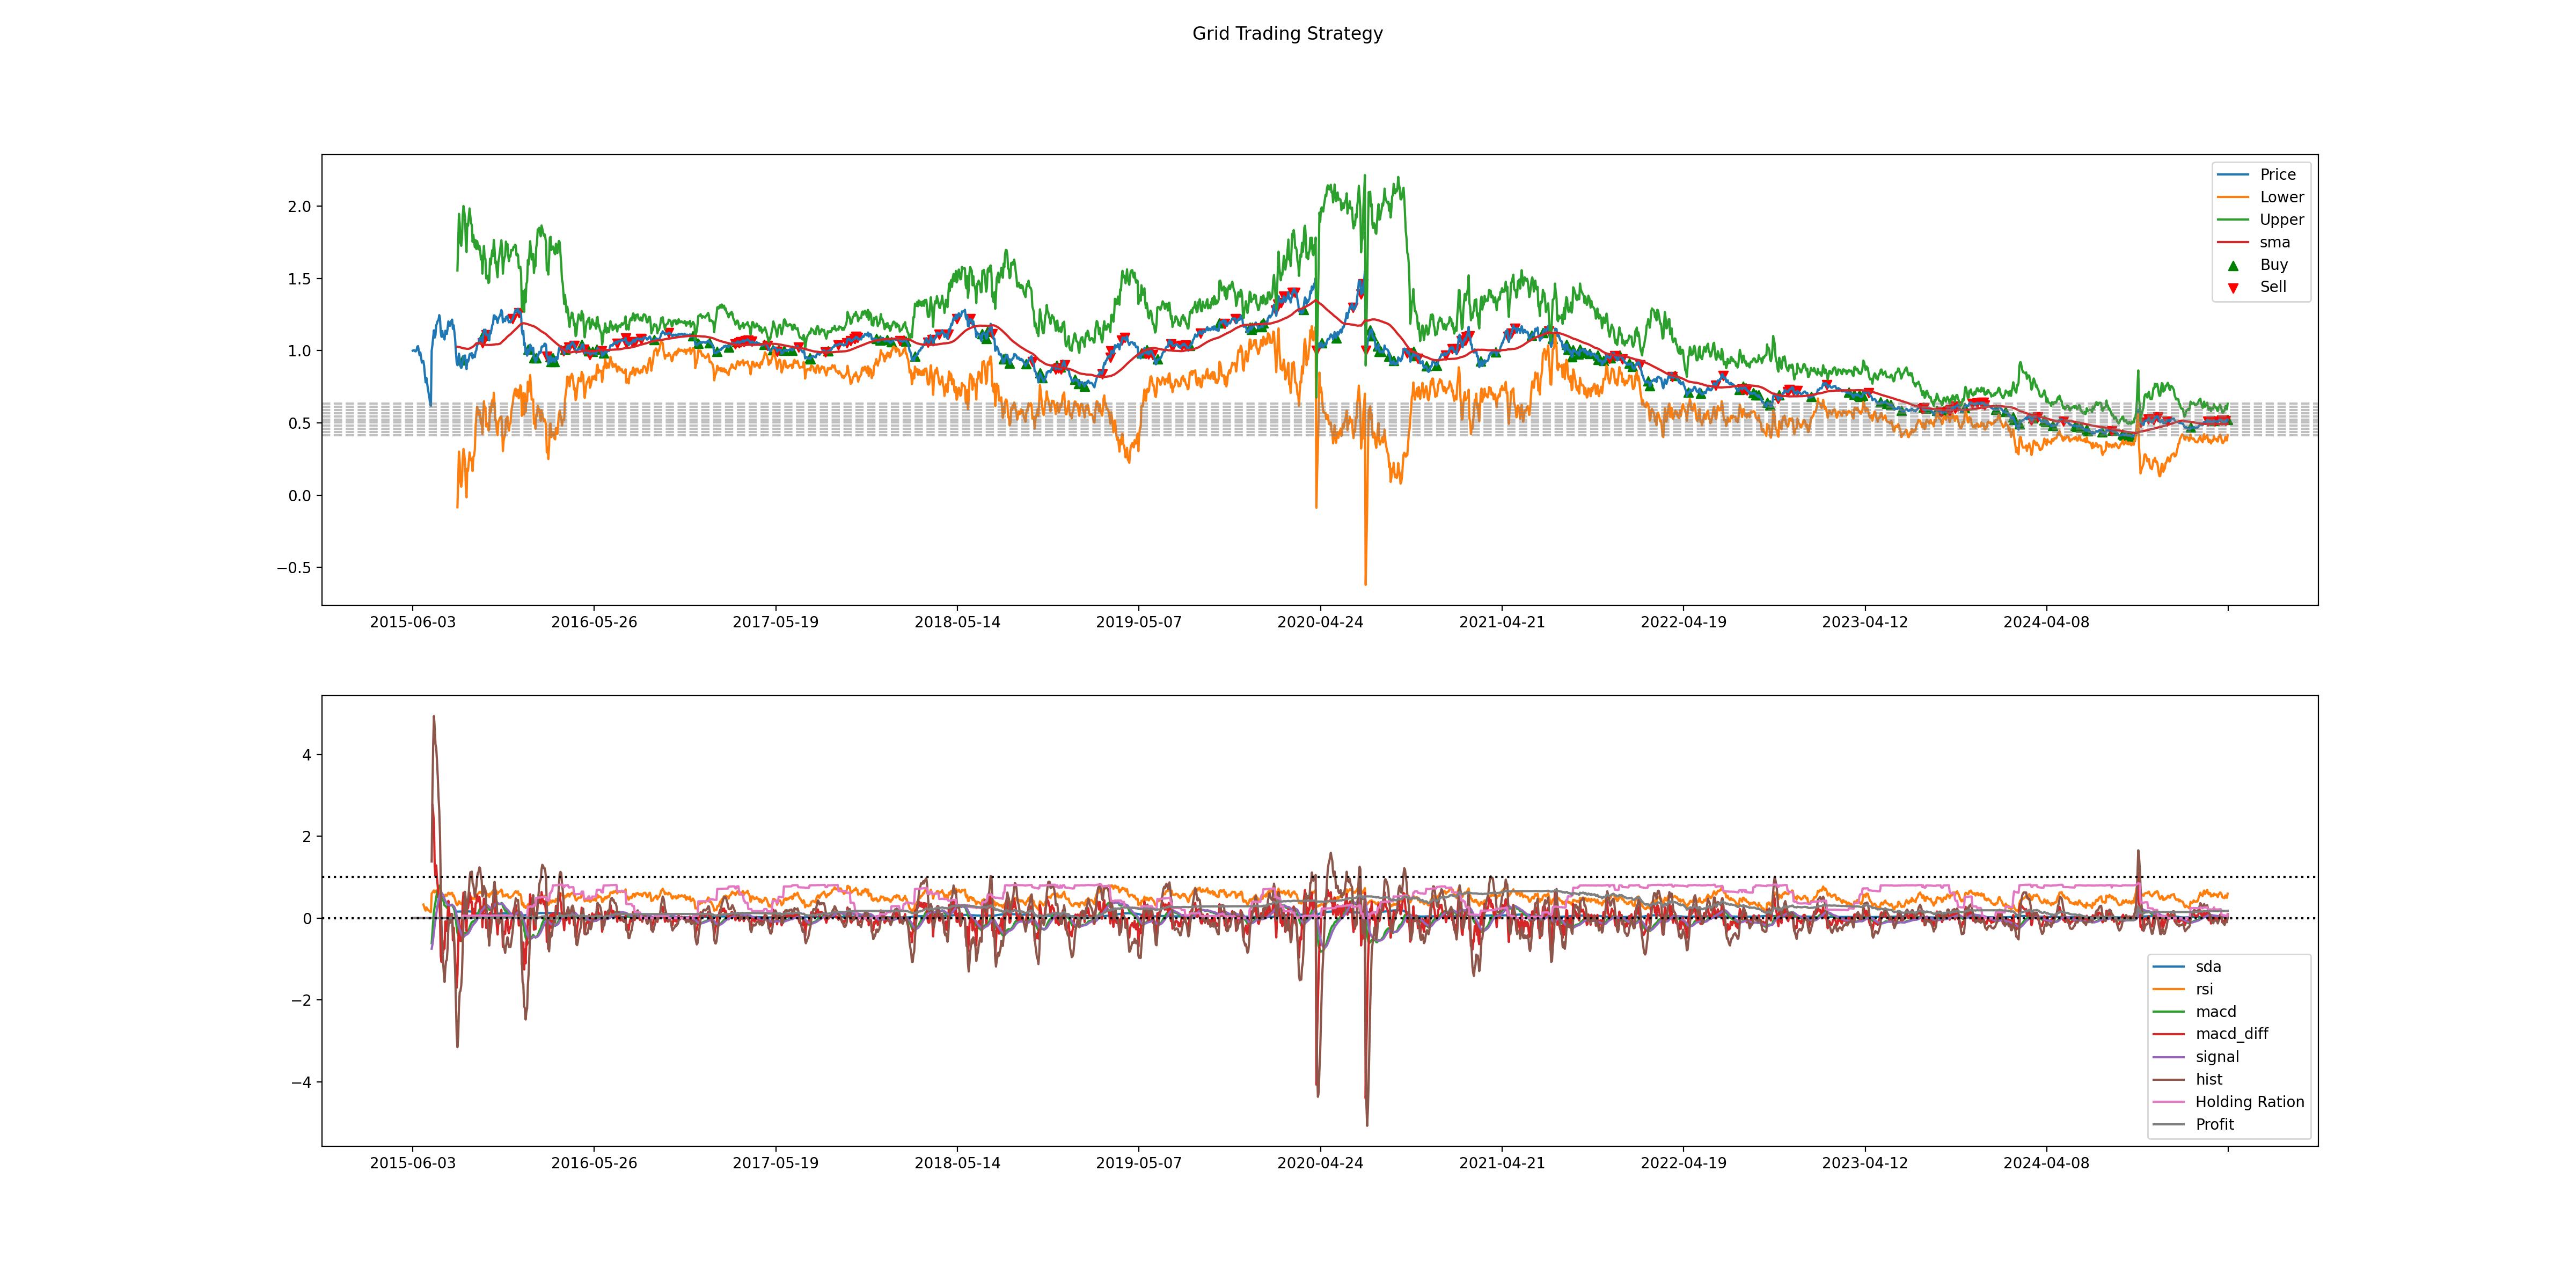 Grid Trading Strategy
2.0
1.5
1.0
0.5
0.0
−0.5
Price
Lower
Upper
sma
Buy
Sell
2015-06-03 2016-05-26 2017-05-19 2018-05-14 2019-05-07 2020-04-24 2021-04-21 2022-04-19 2023-04-12 2024-04-08
4
2
0
−2
−4
sda
rsi
macd
macd_diff
signal
hist
Holding Ration
Profit
2015-06-03 2016-05-26 2017-05-19 2018-05-14 2019-05-07 2020-04-24 2021-04-21 2022-04-19 2023-04-12 2024-04-08